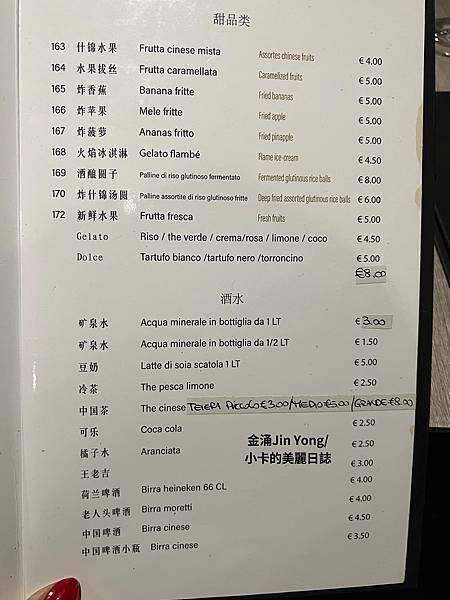 甜品类
163 什锦水果 Frutta cinese mista Assortes chinese fruits € 4.00
164 水果拔丝 Frutta caramellata Caramelized fruits € 5.00
165 炸香蕉 Banana fritte Fried bananas € 5.00
166 炸苹果 Mele fritte Fried apple € 5.00
167 炸菠萝 Ananas fritto Fried pinapple € 5.00
168 火焰冰淇淋 Gelato flambé Flame ice-cream € 4.50
169 酒酿圆子 Palline di riso glutinoso fermentato Fermented glutinous rice balls € 8.00
170 炸什锦汤圆 Palline assortite di riso glutinoso fritte Deep fried assorted glutinous rice balls € 6.00
172 新鲜水果 Frutta fresca Fresh fruits € 5.00
Gelato Riso / the verde / crema/rosa / limone / coco € 4.50
Dolce Tartufo bianco /tartufo nero /torroncino € 5.00
€8.00
酒水
矿泉水 Acqua minerale in bottiglia da 1 LT € 3.00
矿泉水 Acqua minerale in bottiglia da 1/2 LT € 1.50
豆奶 Latte di soia scatola 1 LT € 5.00
冷茶 The pesca limone € 2.50
中国茶 The cinese TEIERA PICCOLO €3.00/MEDIO €5.00/GRANDE €8.00
可乐 Coca cola € 2.50
橘子水 Aranciata € 2.50
王老吉 € 3.00
荷兰啤酒 Birra heineken 66 CL € 4.00
老人头啤酒 Birra moretti € 4.00
中国啤酒 Birra cinese € 4.50
中国啤酒小瓶 Birra cinese € 3.50
金涌Jin Yong/
小卡的美麗日誌